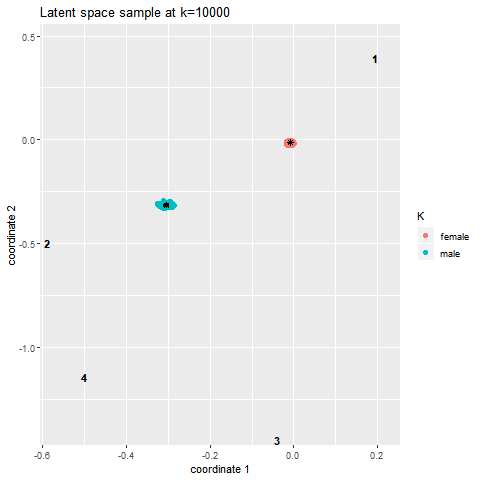 Latent space sample at k=10000
0.5
1
0.0
K
female
male
coordinate 2
2
-0.5
-1.0
4
3
-0.6
-0.4
-0.2
0.0
0.2
coordinate 1